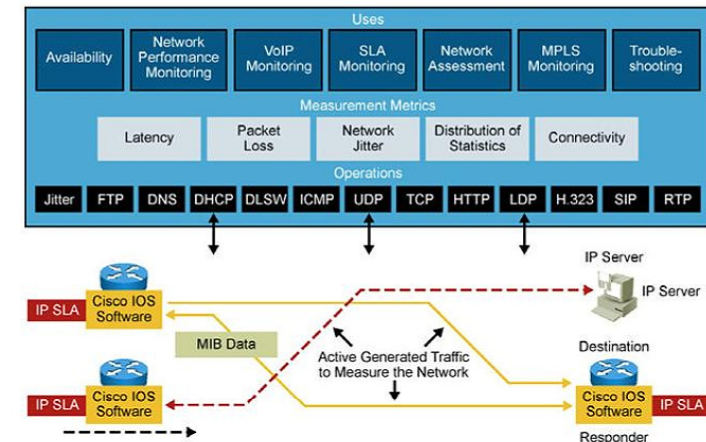 Uses
Availability
Network
Performance
Monitoring
VoIP
Monitoring
SLA
Monitoring
Network
Assessment
MPLS
Monitoring
Trouble-
shooting
Measurement Metrics
Latency
Packet
Loss
Network
Jitter
Distribution of
Statistics
Connectivity
Operations
Jitter
FTP
DNS
DHCP
DLSW
ICMP
UDP
TCP
HTTP
LDP
H.323
SIP
RTP
IP Server
IP Server
IP SLA
Cisco IOS
Software
MIB Data
Active Generated Traffic
to Measure the Network
Destination
IP SLA
Cisco IOS
Software
Cisco IOS
Software
IP SLA
Responder